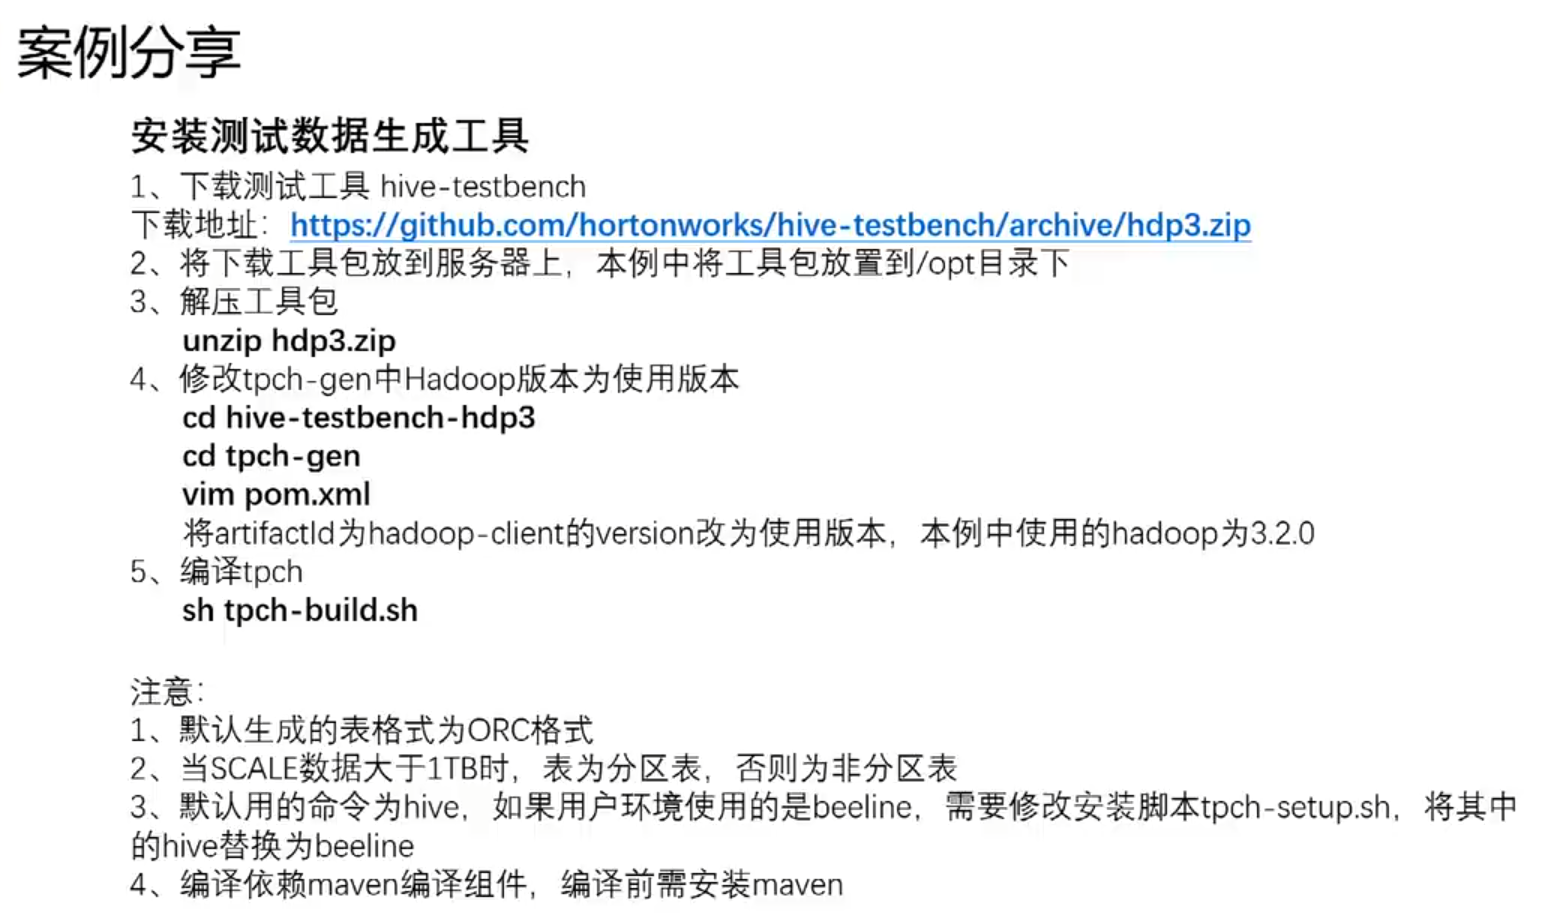 案例分享
安装测试数据生成工具
1、下载测试工具 hive-testbench
下载地址：https://github.com/hortonworks/hive-testbench/archive/hdp3.zip
2、将下载工具包放到服务器上，本例中将工具包放置到/opt目录下
3、解压工具包
unzip hdp3.zip
4、修改tpch-gen中Hadoop版本为使用版本
cd hive-testbench-hdp3
cd tpch-gen
vim pom.xml
将artifactId为hadoop-client的version改为使用版本，本例中使用的hadoop为3.2.0
5、编译tpch
sh tpch-build.sh
注意：
1、默认生成的表格式为ORC格式
2、当SCALE数据大于1TB时，表为分区表，否则为非分区表
3、默认用的命令为hive，如果用户环境使用的是beeline，需要修改安装脚本tpch-setup.sh，将其中
的hive替换为beeline
4、编译依赖maven编译组件，编译前需安装maven